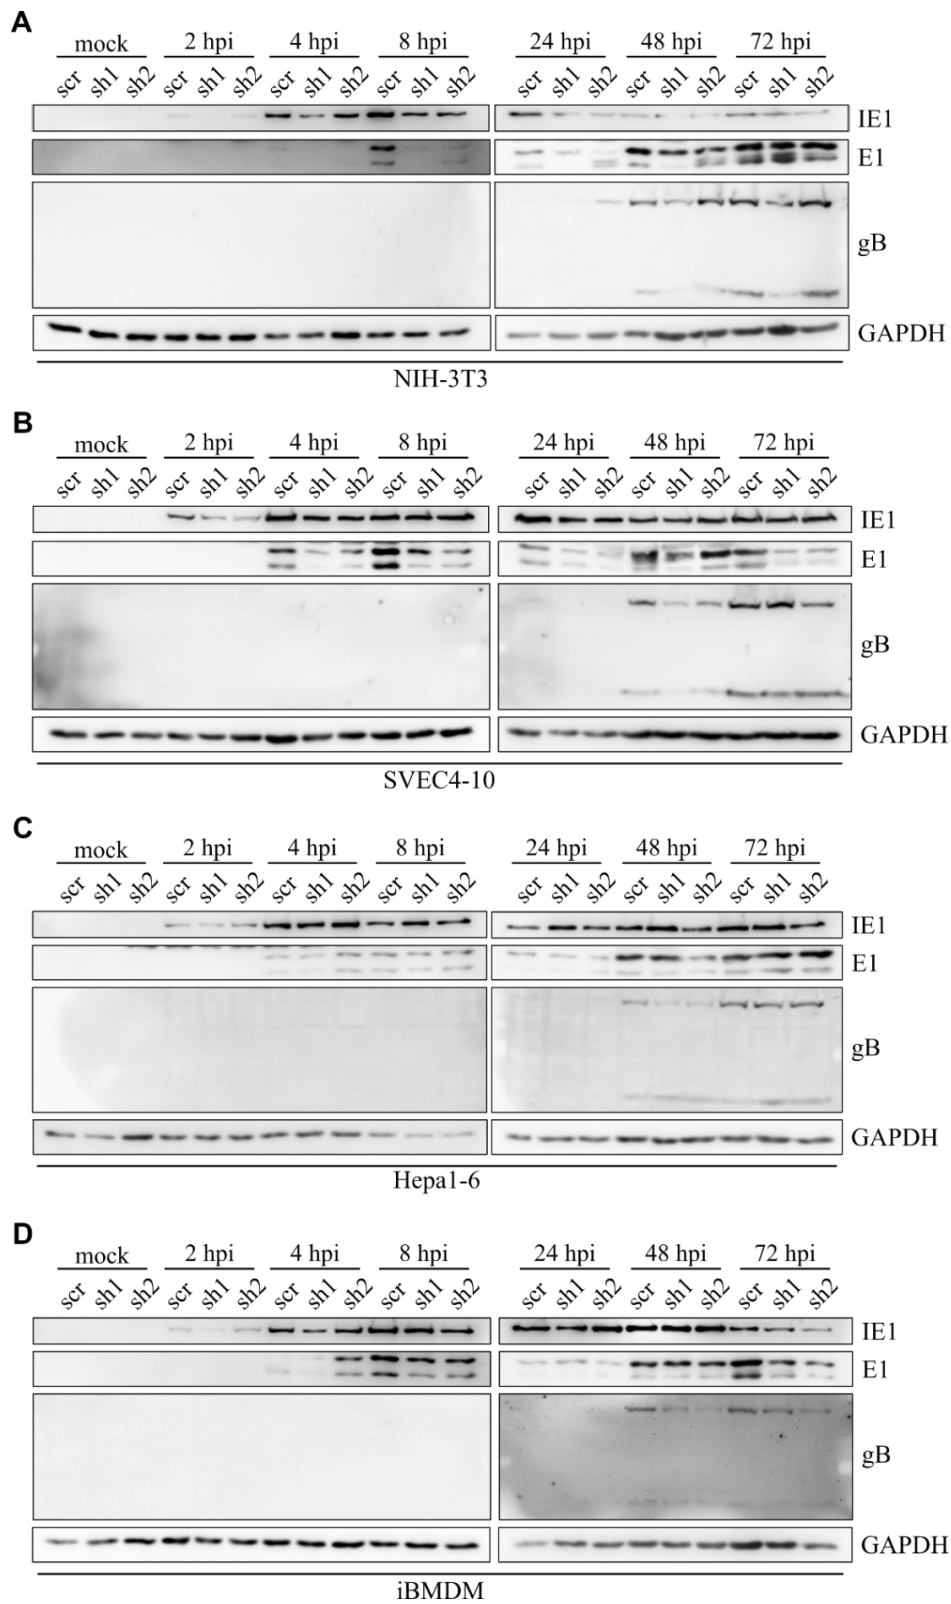 A
mock 2 hpi 4 hpi 8 hpi 24 hpi 48 hpi 72 hpi
scr sh1 sh2 scr sh1 sh2 scr sh1 sh2 scr sh1 sh2 scr sh1 sh2 scr sh1 sh2 scr sh1 sh2
IE1
E1
gB
GAPDH
NIH-3T3
B
mock 2 hpi 4 hpi 8 hpi 24 hpi 48 hpi 72 hpi
scr sh1 sh2 scr sh1 sh2 scr sh1 sh2 scr sh1 sh2 scr sh1 sh2 scr sh1 sh2 scr sh1 sh2
IE1
E1
gB
GAPDH
SVEC4-10
C
mock 2 hpi 4 hpi 8 hpi 24 hpi 48 hpi 72 hpi
scr sh1 sh2 scr sh1 sh2 scr sh1 sh2 scr sh1 sh2 scr sh1 sh2 scr sh1 sh2 scr sh1 sh2
IE1
E1
gB
GAPDH
Hepa1-6
D
mock 2 hpi 4 hpi 8 hpi 24 hpi 48 hpi 72 hpi
scr sh1 sh2 scr sh1 sh2 scr sh1 sh2 scr sh1 sh2 scr sh1 sh2 scr sh1 sh2 scr sh1 sh2
IE1
E1
gB
GAPDH
iBMDM